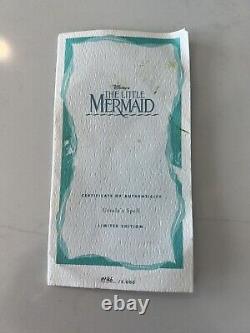 Disney's
THE LITTLE
MERMAID
CERTIFICATE OF AUTHENTICITY
Ursula's Spell
LIMITED EDITION